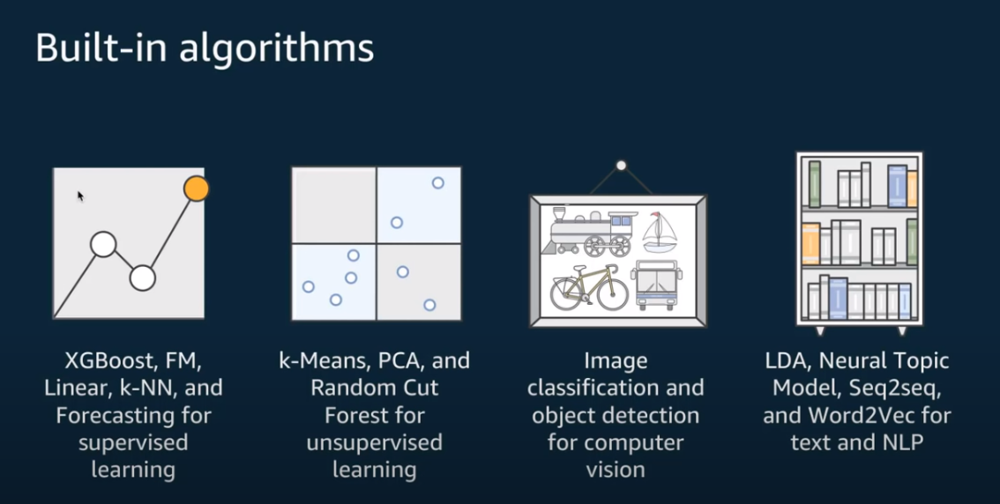 Built-in algorithms
XGBoost, FM,
Linear, k-NN, and
Forecasting for
supervised
learning
k-Means, PCA, and
Random Cut
Forest for
unsupervised
learning
Image
classification and
object detection
for computer
vision
LDA, Neural Topic
Model, Seq2seq,
and Word2Vec for
text and NLP